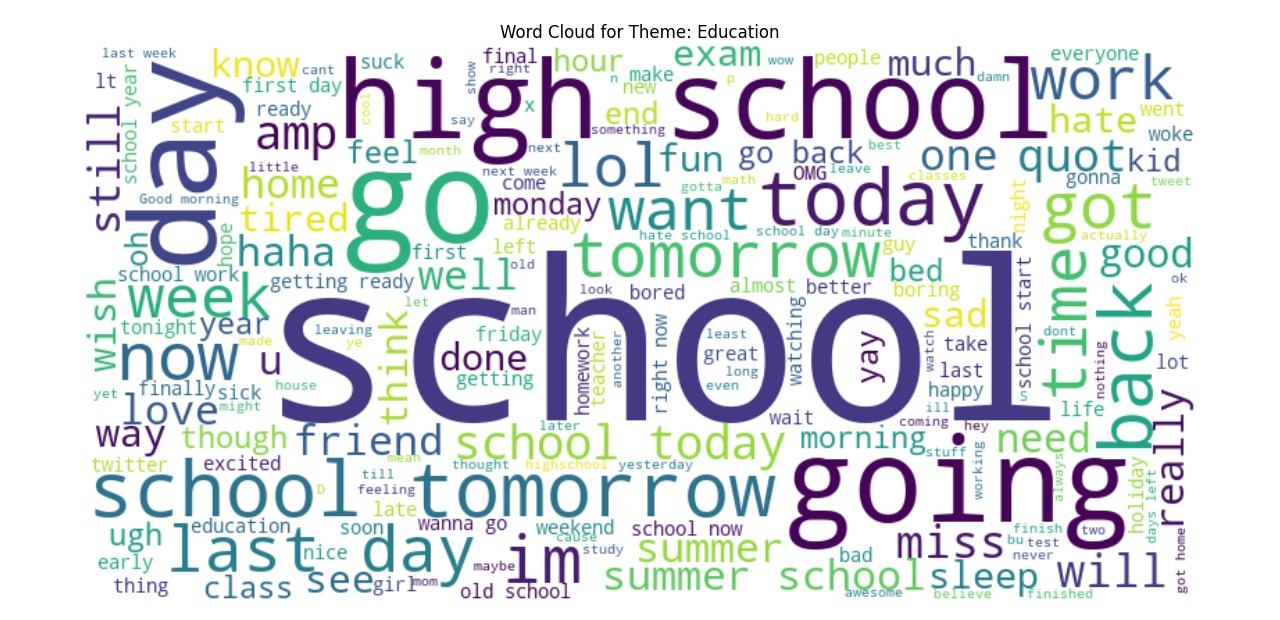 Word Cloud for Theme: Education
last week
cant
suck
final
right
hour
exam
wow
people
much
everyone
work
know
lt
first day
school year
high school
show
n
make
new
p
damn
ready
cool
say
x
end
something
hard
hate
went
woke
start
amp
day
still
feel
month
next
lol
fun
go back
best
one
quot
kid
little
next week
OMG
leave
classes
gonna
tweet
Good morning
home
go
come
gotta
math
today
night
got
tired
monday
want
already
hate school
school day
minute
guy
thank
actually
oh
hope
haha
first
left
tomorrow
good
school work
getting ready
well
old
look
bored
almost
better
bed
boring
school start
time
back
ok
wish
week
let
man
school
sad
yeah
tonight
year
made
leaving
ye
think
friday
done
getting
homework
teacher
another
right now
least
great
long
even
watching
yay
watch
take
last
happy
dont
nothing
lot
now
u
yet
finally
sick
house
ill
S
life
love
might
wait
coming
hey
way
though
friend
later
school today
morning
stuff
need
really
twitter
excited
mean
thought
highschool
yesterday
going
working
always
holiday
days left
school tomorrow
D
till
feeling
late
ugh
education
soon
wanna go
weekend
cause
school now
miss
finish
bu
test
two
never
got home
early
last day
nice
im
study
summer
bad
will
thing
class
see
girl
mom
maybe
old school
summer school
sleep
awesome
believe
finished